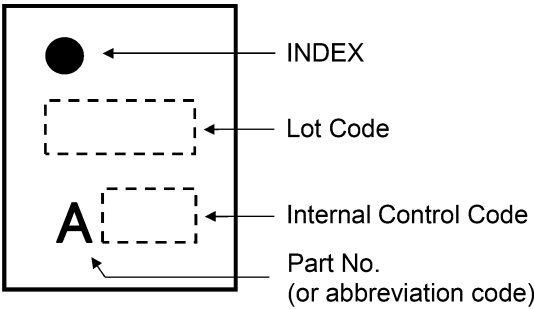 INDEX
Lot Code
A
Internal Control Code
Part No.
(or abbreviation code)